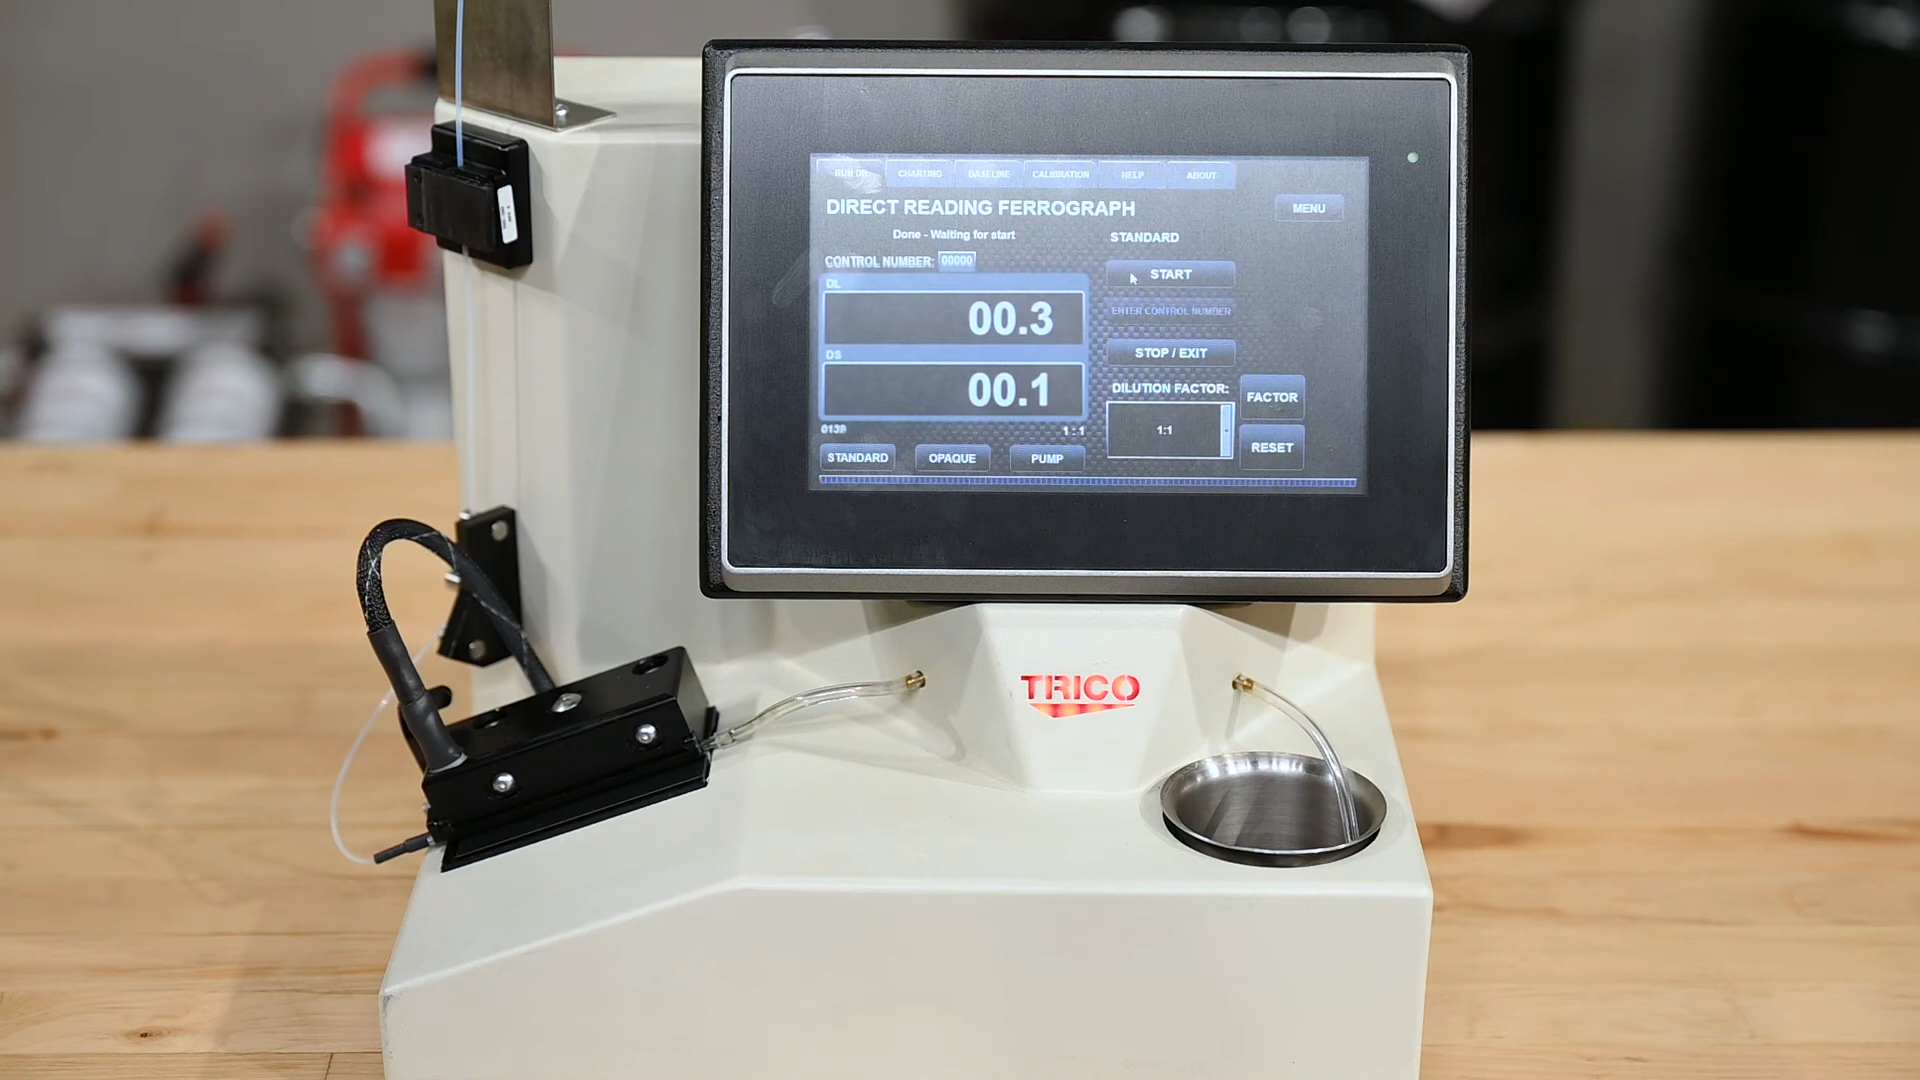 RUN DR CHARTING BASELINE CALIBRATION HELP ABOUT
DIRECT READING FERROGRAPH
MENU
Done - Waiting for start
STANDARD
CONTROL NUMBER: 00000
START
DL
00.3
ENTER CONTROL NUMBER
DS
STOP / EXIT
00.1
DILUTION FACTOR:
FACTOR
1:1
1 : 1
RESET
STANDARD OPAQUE PUMP
TRICO